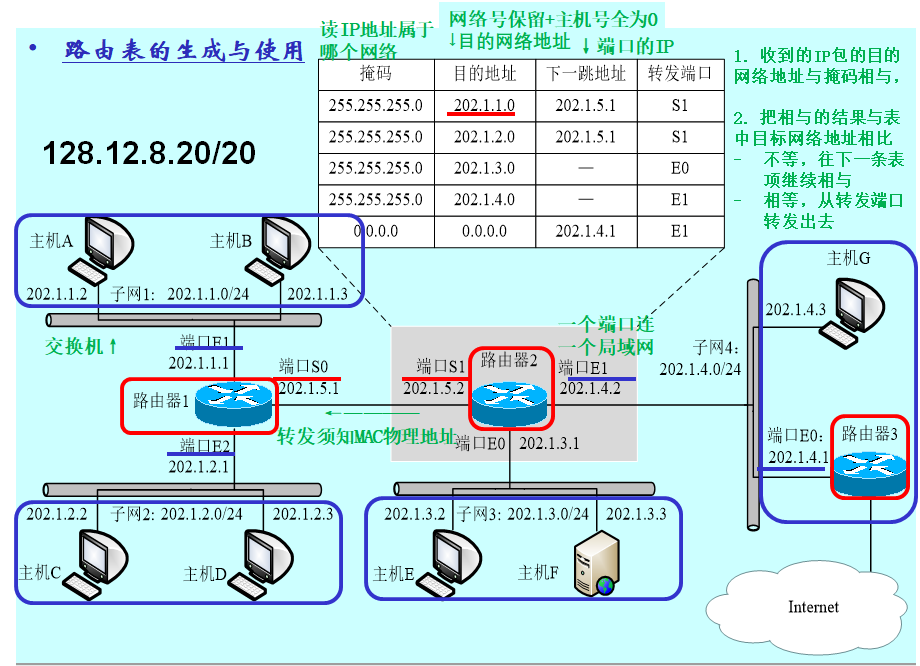 读IP地址属于
哪个网络
网络号保留+主机号全为0
↓目的网络地址 ↓端口的IP
• 路由表的生成与使用
掩码 目的地址 下一跳地址 转发端口
255.255.255.0 202.1.1.0 202.1.5.1 S1
255.255.255.0 202.1.2.0 202.1.5.1 S1
255.255.255.0 202.1.3.0 — E0
255.255.255.0 202.1.4.0 — E1
0.0.0.0 0.0.0.0 202.1.4.1 E1
1. 收到的IP包的目的
网络地址与掩码相与,
2. 把相与的结果与表
中目标网络地址相比
- 不等，往下一条表
项继续相与
- 相等，从转发端口
转发出去
128.12.8.20/20
主机A 主机B
202.1.1.2 子网1: 202.1.1.0/24 202.1.1.3
交换机↑
端口E1
202.1.1.1
路由器1
端口S0
202.1.5.1
端口E2
202.1.2.1
转发须知MAC物理地址
端口S1
202.1.5.2
路由器2
一个端口连
一个局域网
端口E1
202.1.4.2
端口E0 202.1.3.1
子网4:
202.1.4.0/24
主机G
202.1.4.3
端口E0:
202.1.4.1
路由器3
202.1.2.2 子网2: 202.1.2.0/24 202.1.2.3
主机C 主机D
202.1.3.2 子网3: 202.1.3.0/24 202.1.3.3
主机E 主机F
Internet